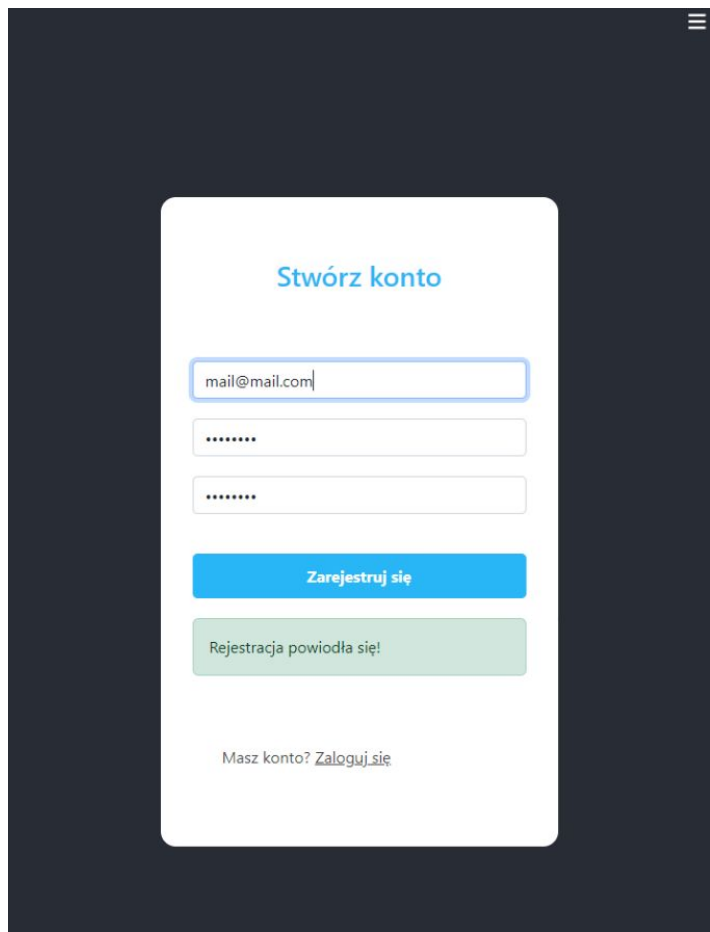 Stwórz konto
mail@mail.com
••••••••
••••••••
Zarejestruj się
Rejestracja powiodła się!
Masz konto? Zaloguj się